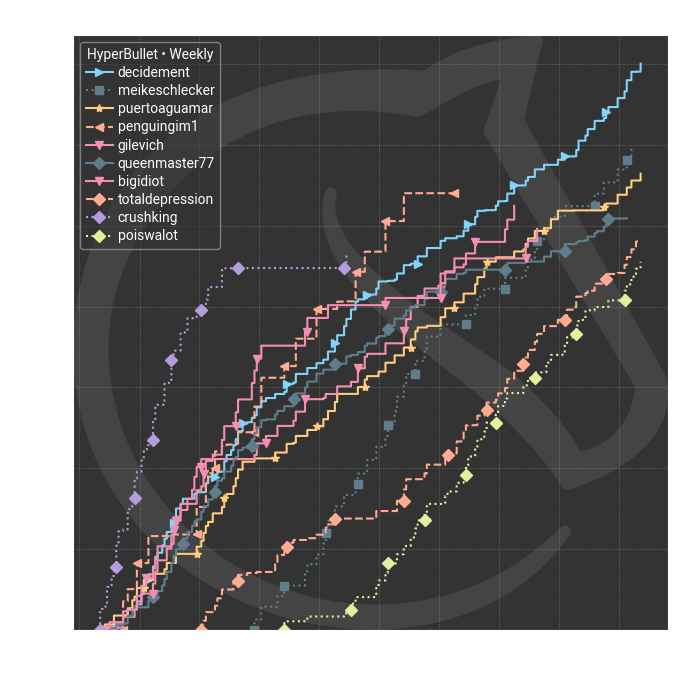 HyperBullet • Weekly
decidement
meikeschlecker
puertoaguamar
penguingim1
gilevich
queenmaster77
bigidiot
totaldepression
crushking
poiswalot